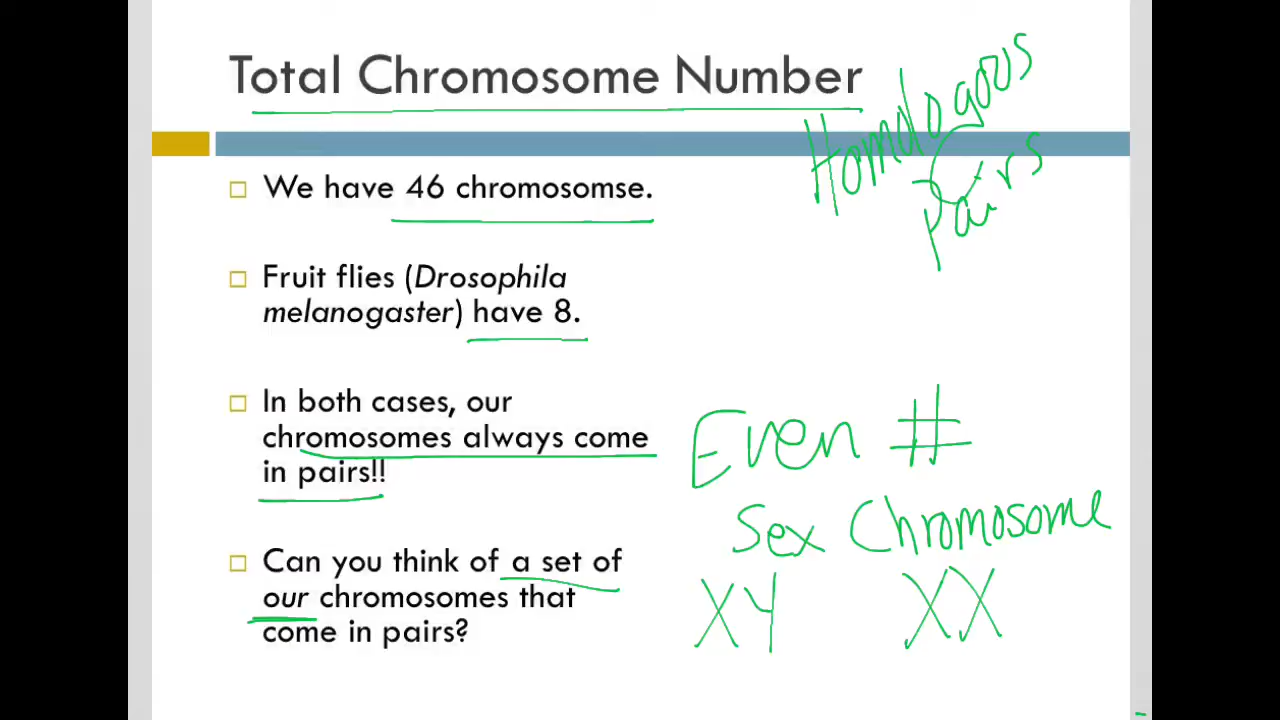 Total Chromosome Number
Homologous
Pairs
We have 46 chromosomse.
Fruit flies (Drosophila
melanogaster) have 8.
In both cases, our
chromosomes always come
in pairs!!
Even #
Sex Chromosome
Can you think of a set of
our chromosomes that
come in pairs?
XY XX